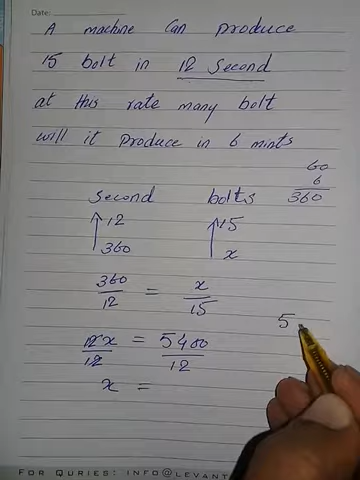 Date:
A machine can produce
15 bolt in 12 second
at this rate many bolt
will it produce in 6 mints
60
6
360
second bolts
12 15
360 x
360/12 = x/15
12x/12 = 5400/12
x =
5
FOR QURIES: INFO@LEVANT